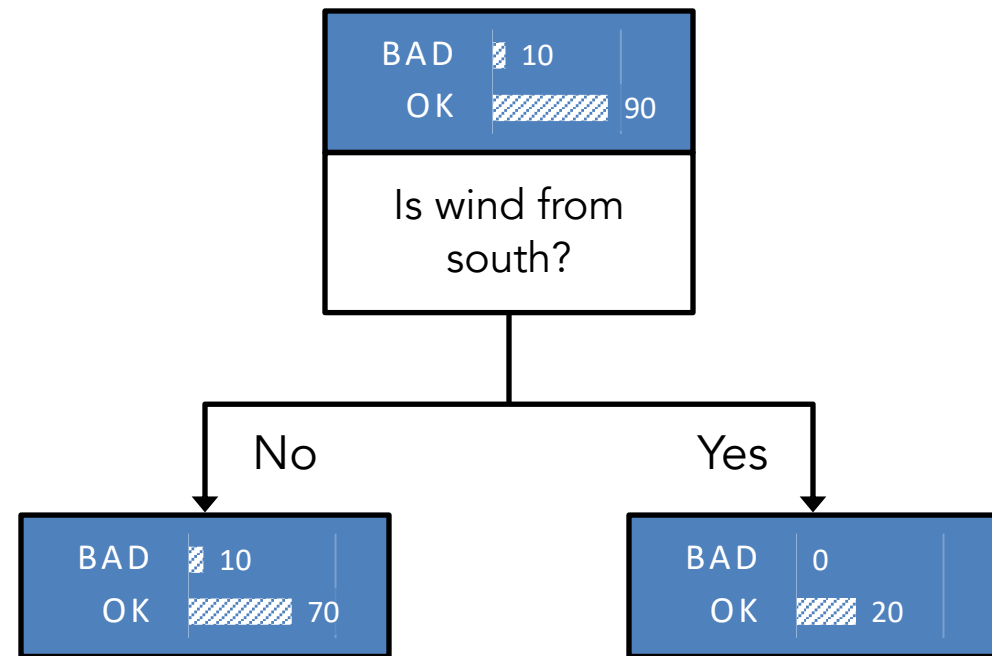 BAD 10
OK 90
Is wind from
south?
No
Yes
BAD 10
OK 70
BAD 0
OK 20